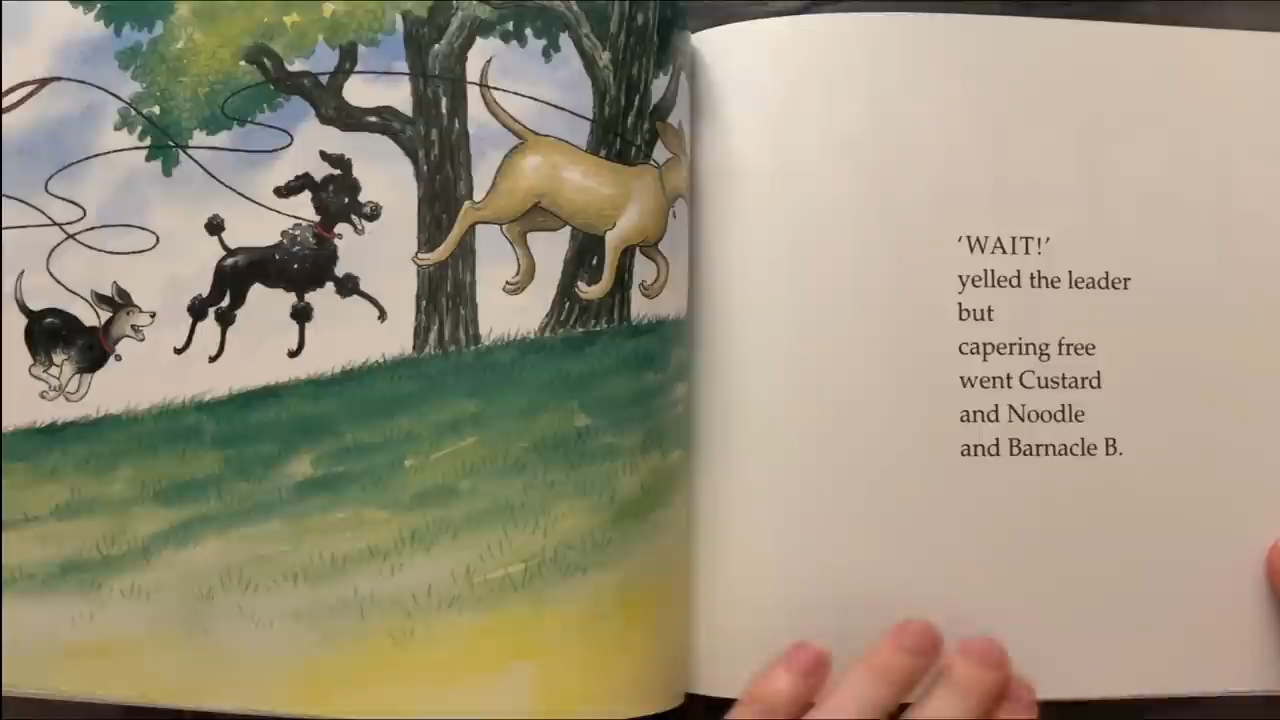 ‘WAIT!’
yelled the leader
but
capering free
went Custard
and Noodle
and Barnacle B.